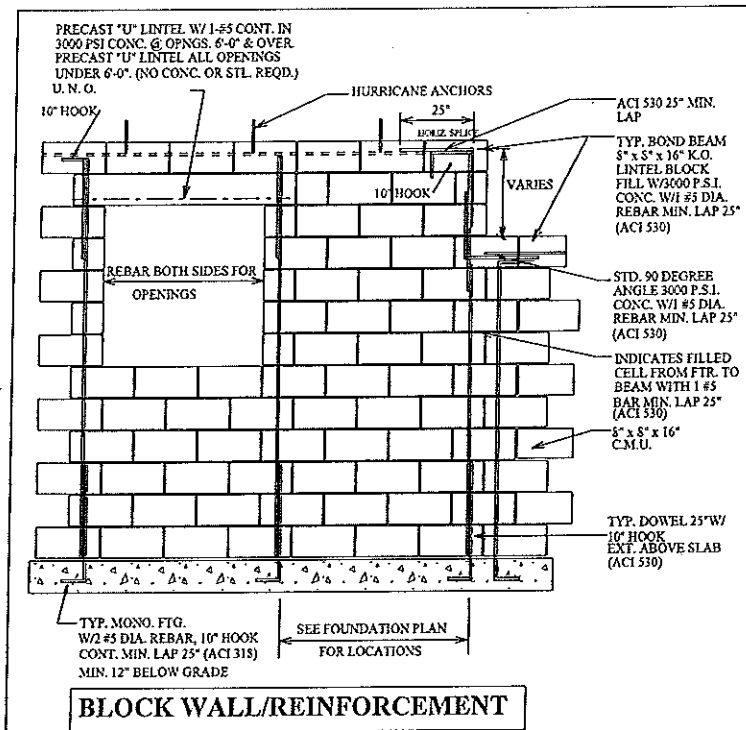 PRECAST "U" LINTEL W/ 1-#5 CONT. IN
3000 PSI CONC. @ OPNGS. 6'-0" & OVER
PRECAST "U" LINTEL ALL OPENINGS
UNDER 6'-0". (NO CONC. OR STL. REQD.)
U. N. O.
10" HOOK
HURRICANE ANCHORS
25"
HORIZ SPLICE
10" HOOK
VARIES
ACI 530 25" MIN.
LAP
TYP. BOND BEAM
8" x 8" x 16" K.O.
LINTEL BLOCK
FILL W/3000 P.S.I.
CONC. W/1 #5 DIA.
REBAR MIN. LAP 25"
(ACI 530)
REBAR BOTH SIDES FOR
OPENINGS
STD. 90 DEGREE
ANGLE 3000 P.S.I.
CONC. W/1 #5 DIA.
REBAR MIN. LAP 25"
(ACI 530)
INDICATES FILLED
CELL FROM FTR. TO
BEAM WITH 1 #5
BAR MIN. LAP 25"
(ACI 530)
8" x 8" x 16"
C.M.U.
TYP. DOWEL 25"W/
10" HOOK
EXT. ABOVE SLAB
(ACI 530)
TYP. MONO. FTG.
W/2 #5 DIA. REBAR, 10" HOOK
CONT. MIN. LAP 25" (ACI 318)
MIN. 12" BELOW GRADE
SEE FOUNDATION PLAN
FOR LOCATIONS
BLOCK WALL/REINFORCEMENT